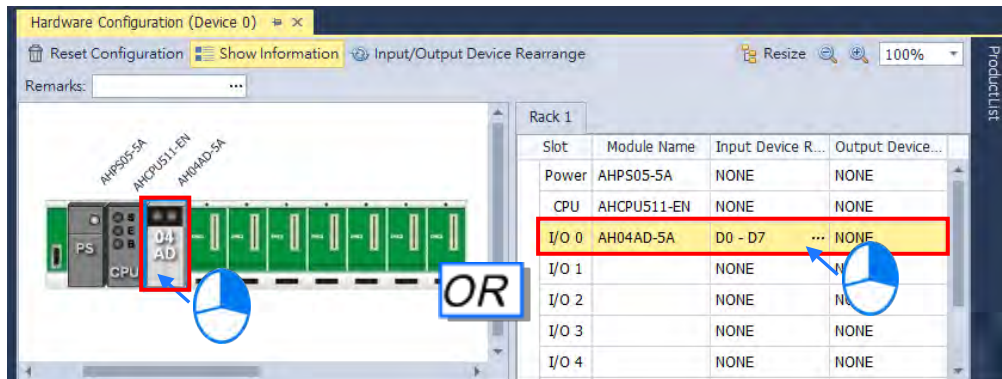 Hardware Configuration (Device 0)
Reset Configuration Show Information Input/Output Device Rearrange Resize 100%
Remarks: ...
ProductList
AHPS05-5A
AHCPU511-EN
AH04AD-5A
PS
CPU
04
AD
OR
Rack 1
Slot Module Name Input Device R... Output Device...
Power AHPS05-5A NONE NONE
CPU AHCPU511-EN NONE NONE
I/O 0 AH04AD-5A D0 - D7 ... NONE
I/O 1 NONE
I/O 2 NONE
I/O 3 NONE NONE
I/O 4 NONE NONE